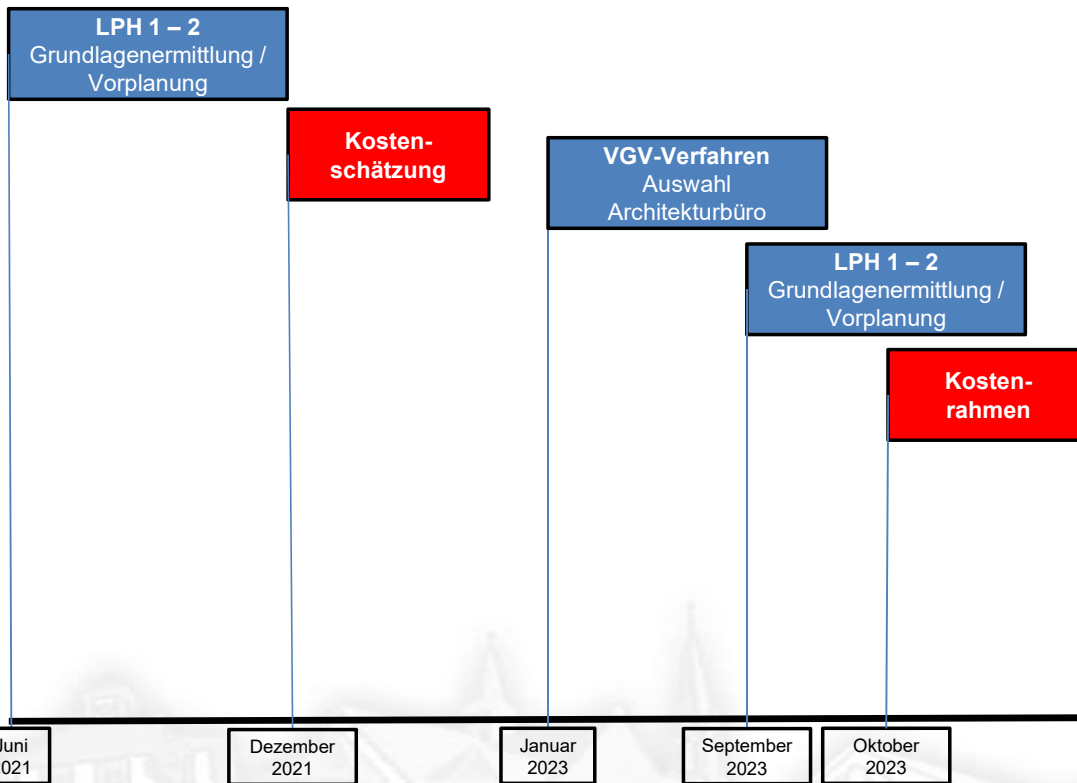 LPH 1 – 2
Grundlagenermittlung /
Vorplanung
Kosten-
schätzung
VGV-Verfahren
Auswahl
Architekturbüro
LPH 1 – 2
Grundlagenermittlung /
Vorplanung
Kosten-
rahmen
Juni
2021
Dezember
2021
Januar
2023
September
2023
Oktober
2023